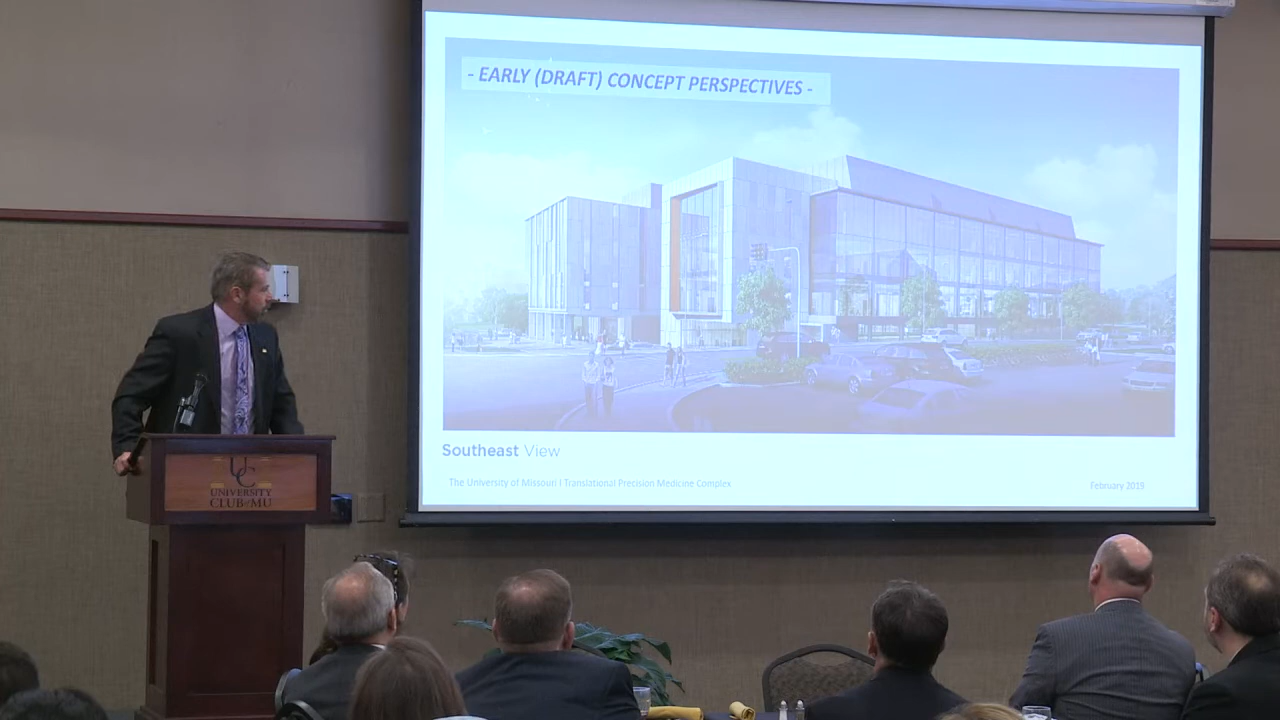 - EARLY (DRAFT) CONCEPT PERSPECTIVES -
Southeast View
The University of Missouri | Translational Precision Medicine Complex
February 2019
UC
UNIVERSITY
CLUB of MU